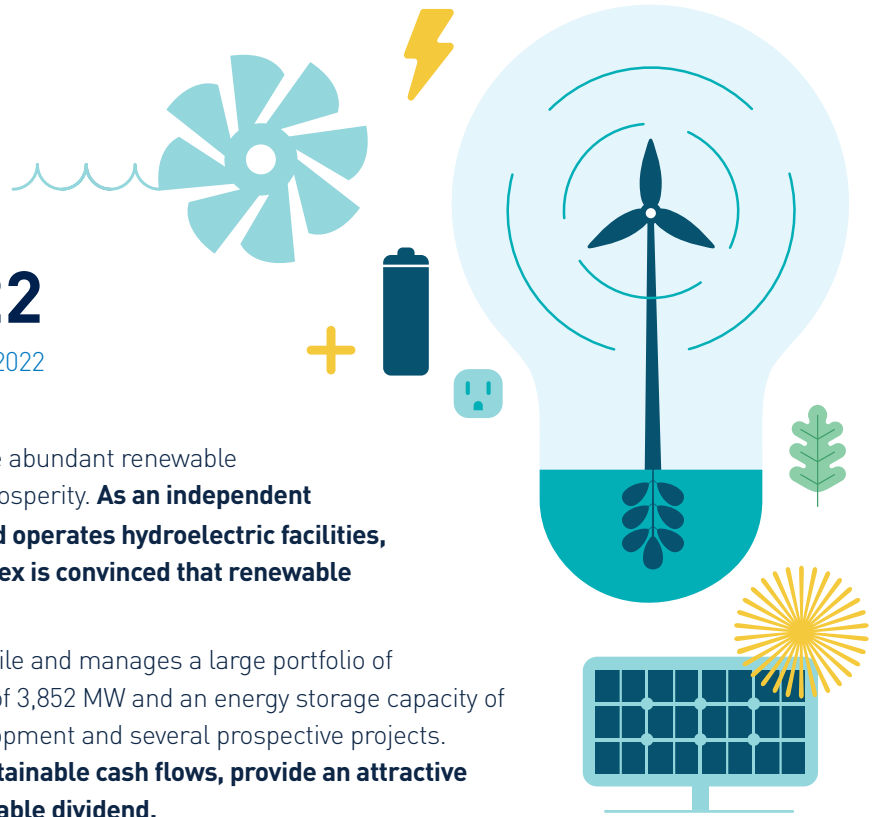 22
2022
abundant renewable
osperity. As an independent
operates hydroelectric facilities,
ex is convinced that renewable
ile and manages a large portfolio of
of 3,852 MW and an energy storage capacity of
opment and several prospective projects.
tainable cash flows, provide an attractive
able dividend.